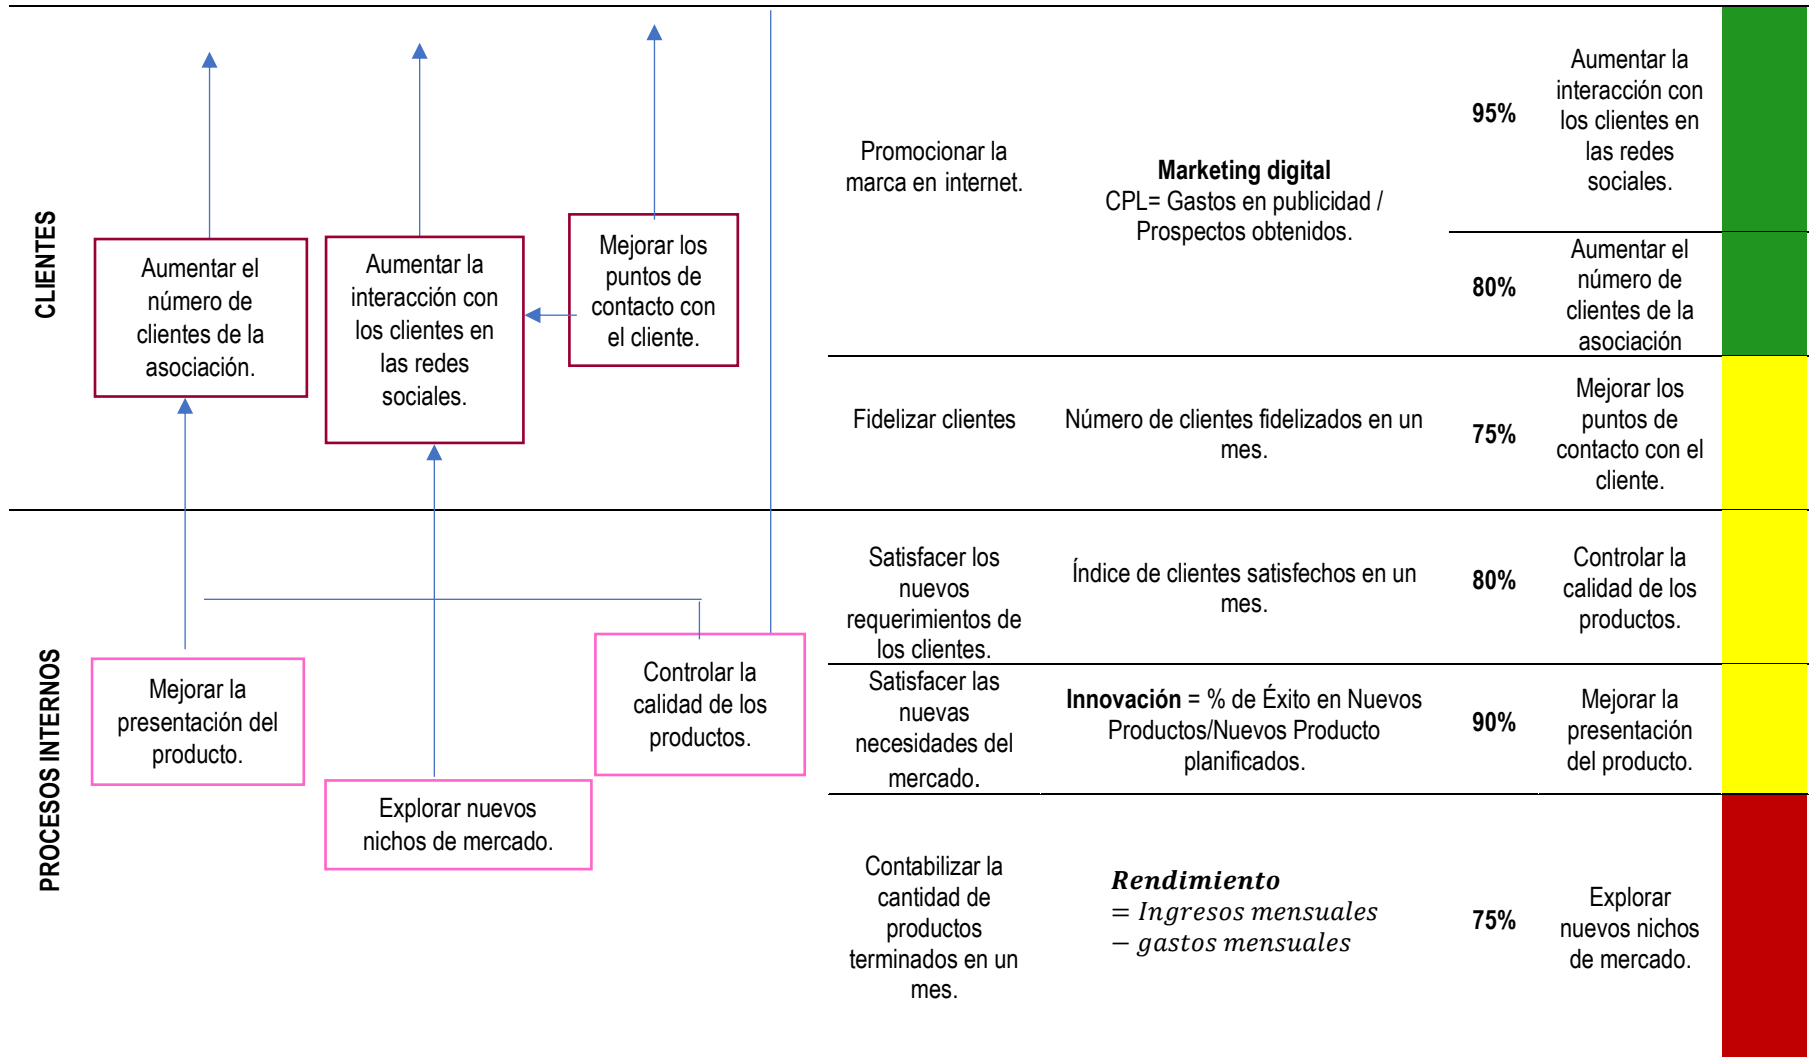 CLIENTES
Aumentar el
número de
clientes de la
asociación.
Aumentar la
interacción con
los clientes en
las redes
sociales.
Mejorar los
puntos de
contacto con
el cliente.
Promocionar la
marca en internet.
Marketing digital
CPL= Gastos en publicidad /
Prospectos obtenidos.
95%
Aumentar la
interacción con
los clientes en
las redes
sociales.
80%
Aumentar el
número de
clientes de la
asociación
Fidelizar clientes
Número de clientes fidelizados en un
mes.
75%
Mejorar los
puntos de
contacto con el
cliente.
PROCESOS INTERNOS
Mejorar la
presentación del
producto.
Explorar nuevos
nichos de mercado.
Controlar la
calidad de los
productos.
Satisfacer los
nuevos
requerimientos de
los clientes.
Índice de clientes satisfechos en un
mes.
80%
Controlar la
calidad de los
productos.
Satisfacer las
nuevas
necesidades del
mercado.
Innovación = % de Éxito en Nuevos
Productos/Nuevos Producto
planificados.
90%
Mejorar la
presentación
del producto.
Contabilizar la
cantidad de
productos
terminados en un
mes.
Rendimiento
= Ingresos mensuales
− gastos mensuales
75%
Explorar
nuevos nichos
de mercado.